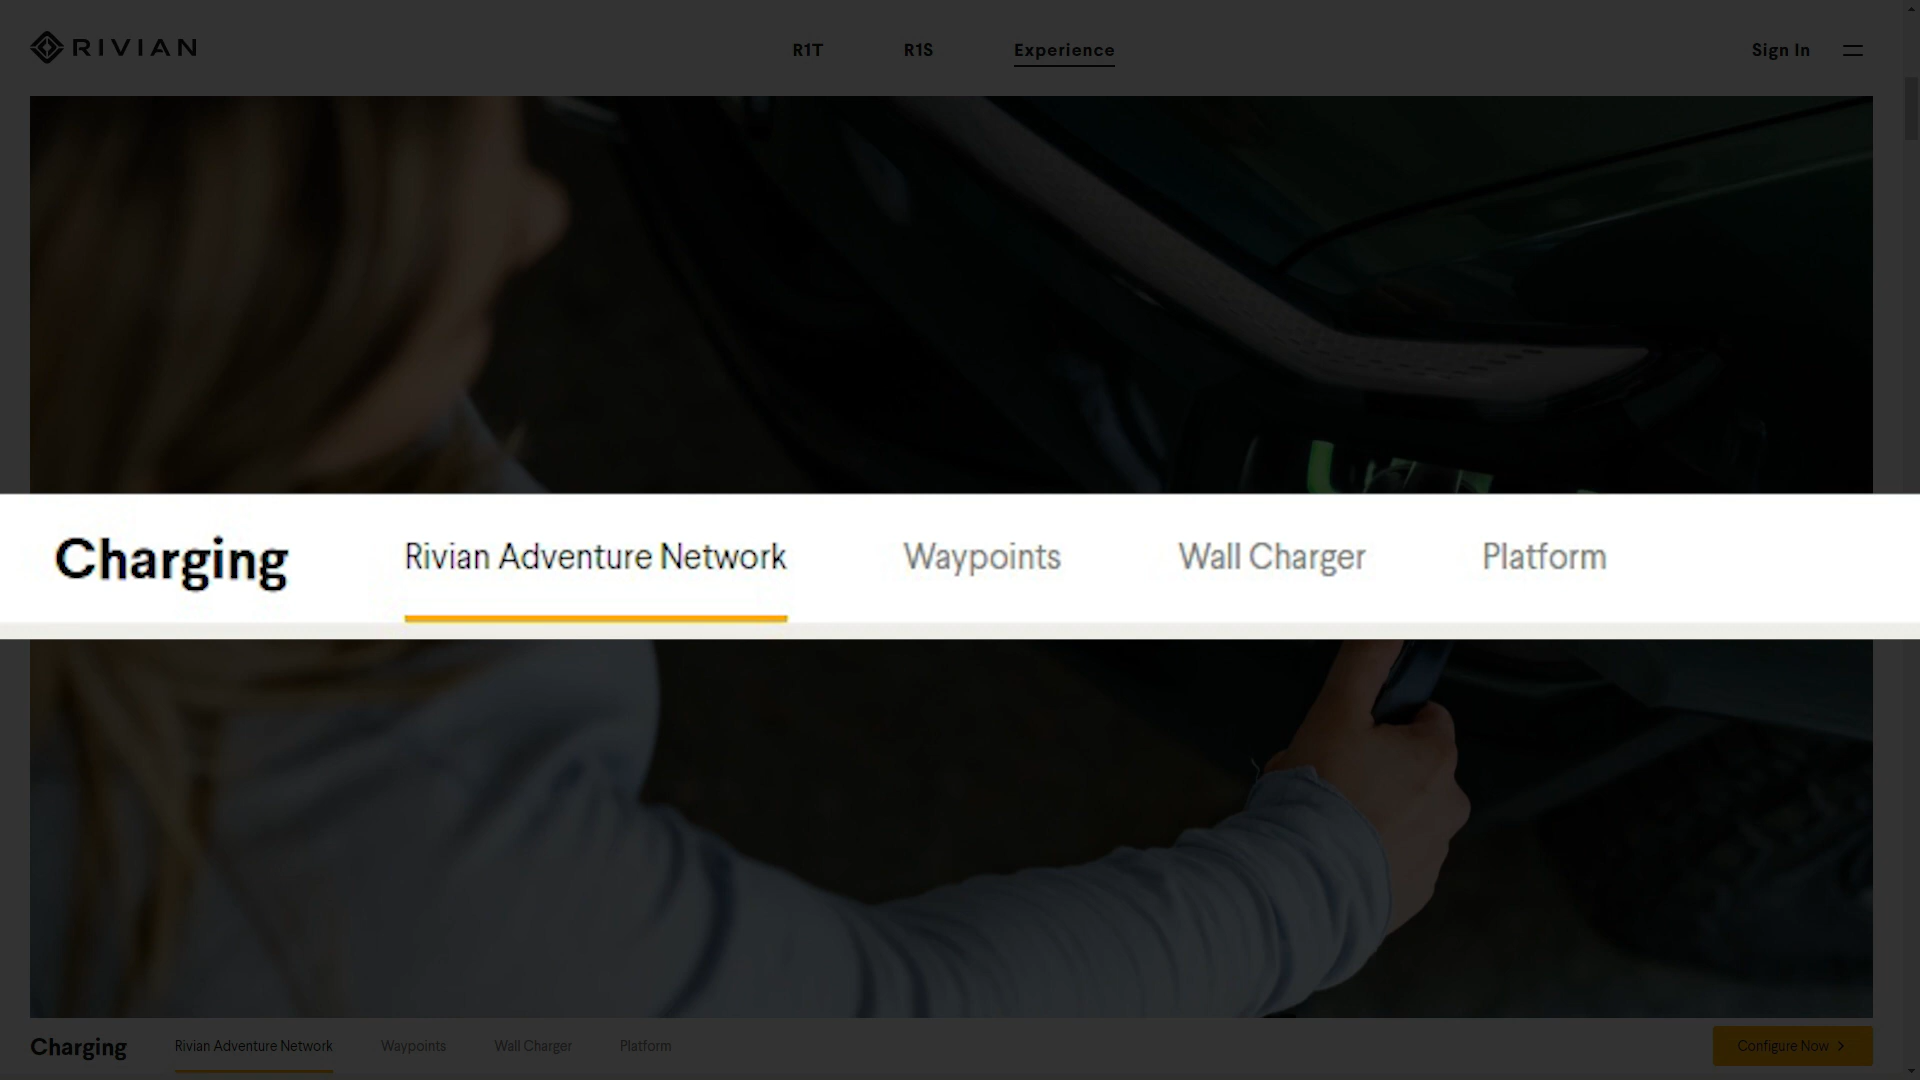 RIVIAN
R1T
R1S
Experience
Sign In
Charging
Rivian Adventure Network
Waypoints
Wall Charger
Platform
Charging
Rivian Adventure Network
Waypoints
Wall Charger
Platform
Configure Now